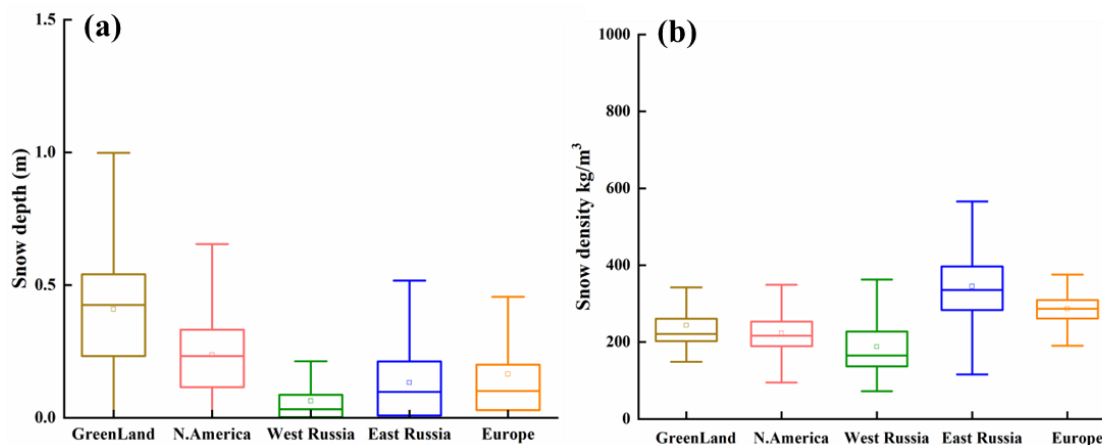 (a)
Snow depth (m)
1.5
1.0
0.5
0.0
GreenLand N.America West Russia East Russia Europe
(b)
Snow density kg/m³
1000
800
600
400
200
0
GreenLand N.America West Russia East Russia Europe